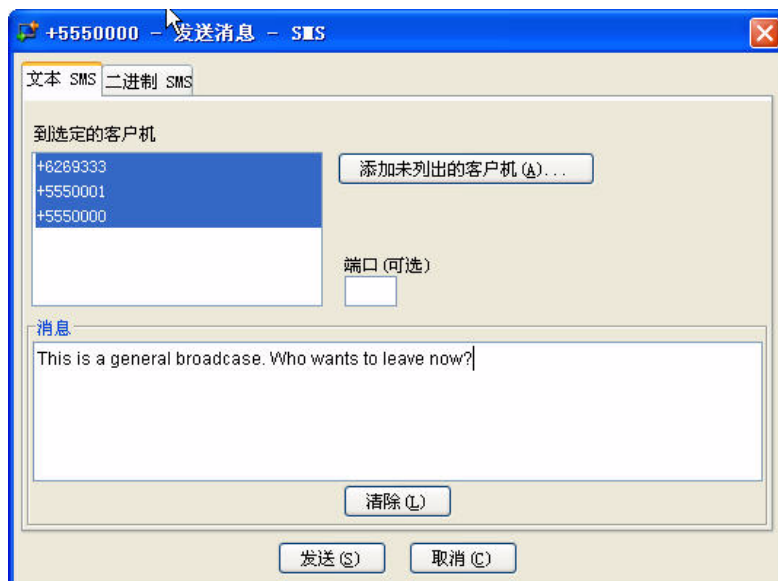 +5550000 - 发送消息 - SMS
文本 SMS 二进制 SMS
到选定的客户机
+6269333
+5550001
+5550000
添加未列出的客户机(A)...
端口(可选)
消息
This is a general broadcase. Who wants to leave now?
清除(L)
发送(S) 取消(C)